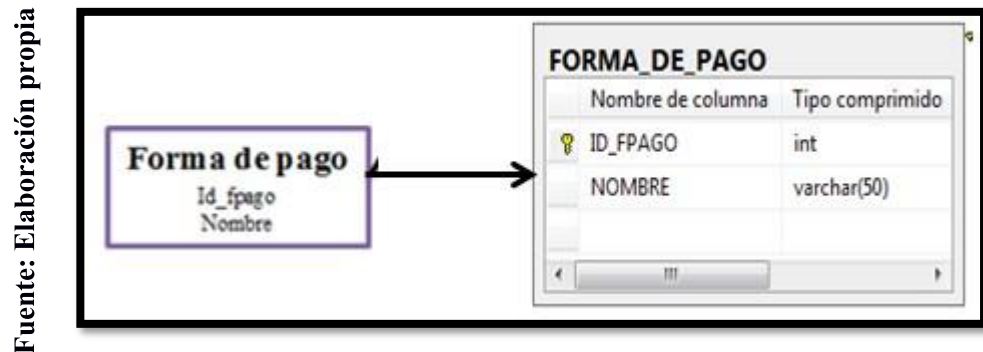 Fuente: Elaboración propia
Forma de pago
Id_fpago
Nombre
FORMA_DE_PAGO
Nombre de columna Tipo comprimido
ID_FPAGO int
NOMBRE varchar(50)